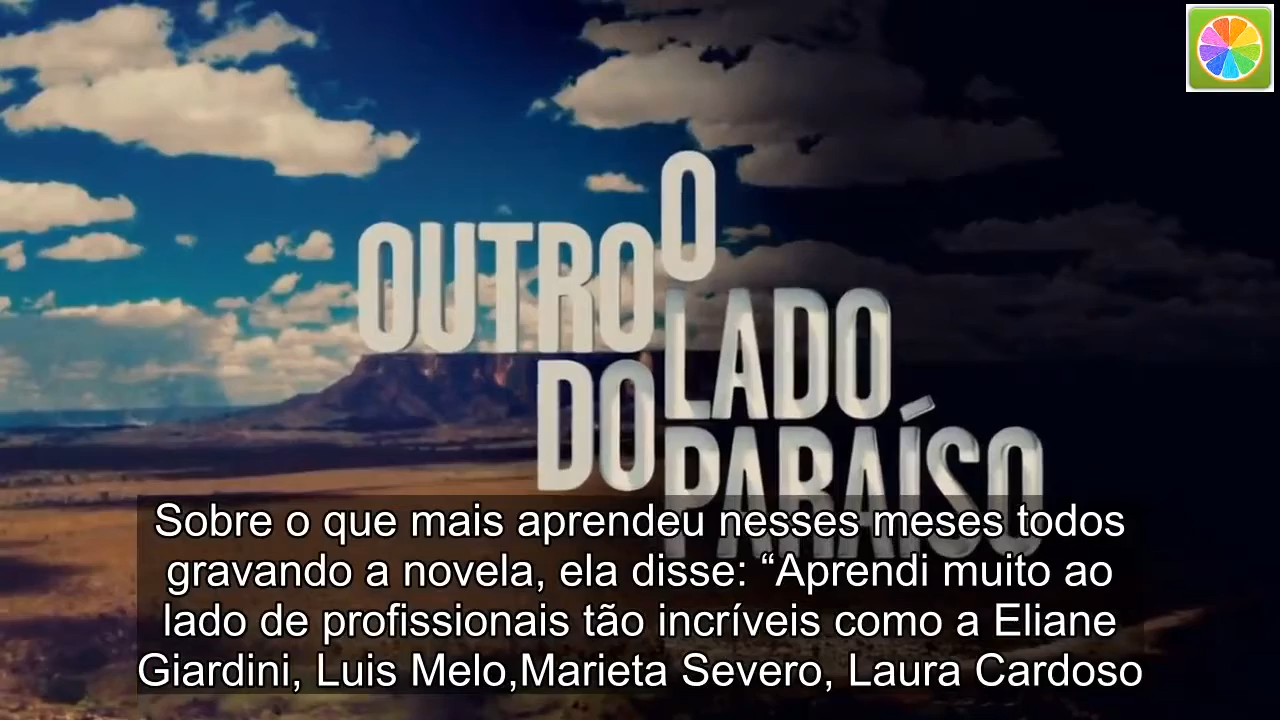 O
OUTRO
LADO
DO
PARAÍSO
Sobre o que mais aprendeu nesses meses todos
gravando a novela, ela disse: “Aprendi muito ao
lado de profissionais tão incríveis como a Eliane
Giardini, Luis Melo,Marieta Severo, Laura Cardoso